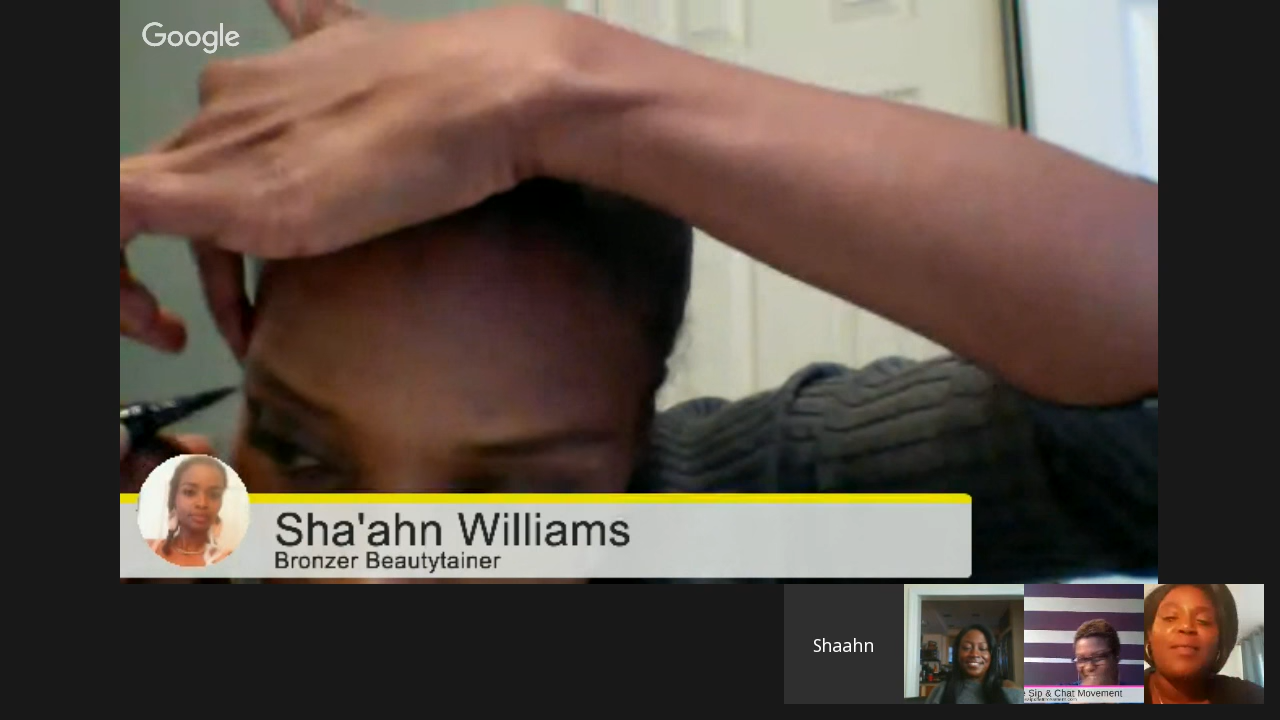 Google
Sha'ahn Williams
Bronzer Beautytainer
Shaahn
Sip & Chat Movement